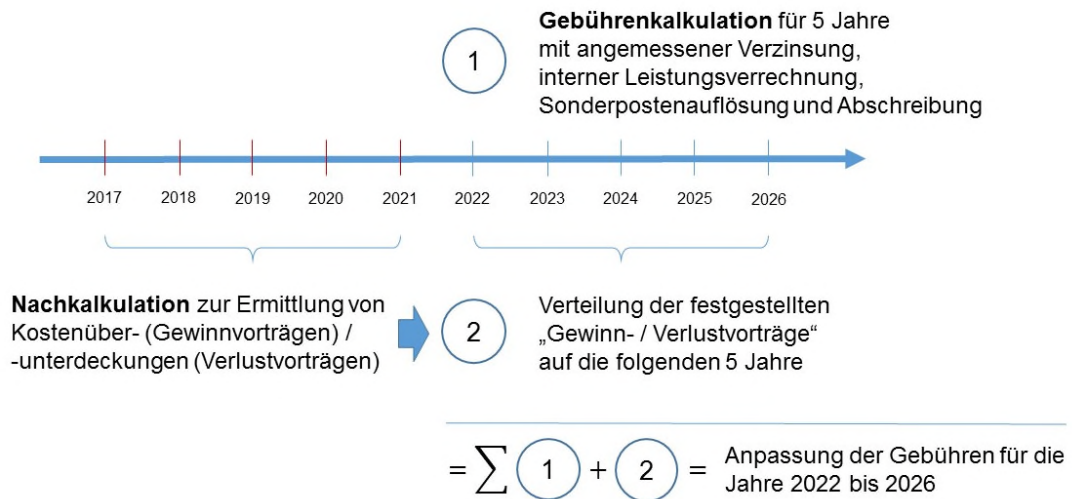 Gebührenkalkulation für 5 Jahre
mit angemessener Verzinsung,
1
interner Leistungsverrechnung,
Sonderpostenauflösung und Abschreibung
2017 2018 2019 2020 2021 2022 2023 2024 2025 2026
Nachkalkulation zur Ermittlung von
Kostenüber- (Gewinnvorträgen) /
-unterdeckungen (Verlustvorträgen)
2
Verteilung der festgestellten
„Gewinn- / Verlustvorträge“
auf die folgenden 5 Jahre
= ∑ 1 + 2 = Anpassung der Gebühren für die
Jahre 2022 bis 2026